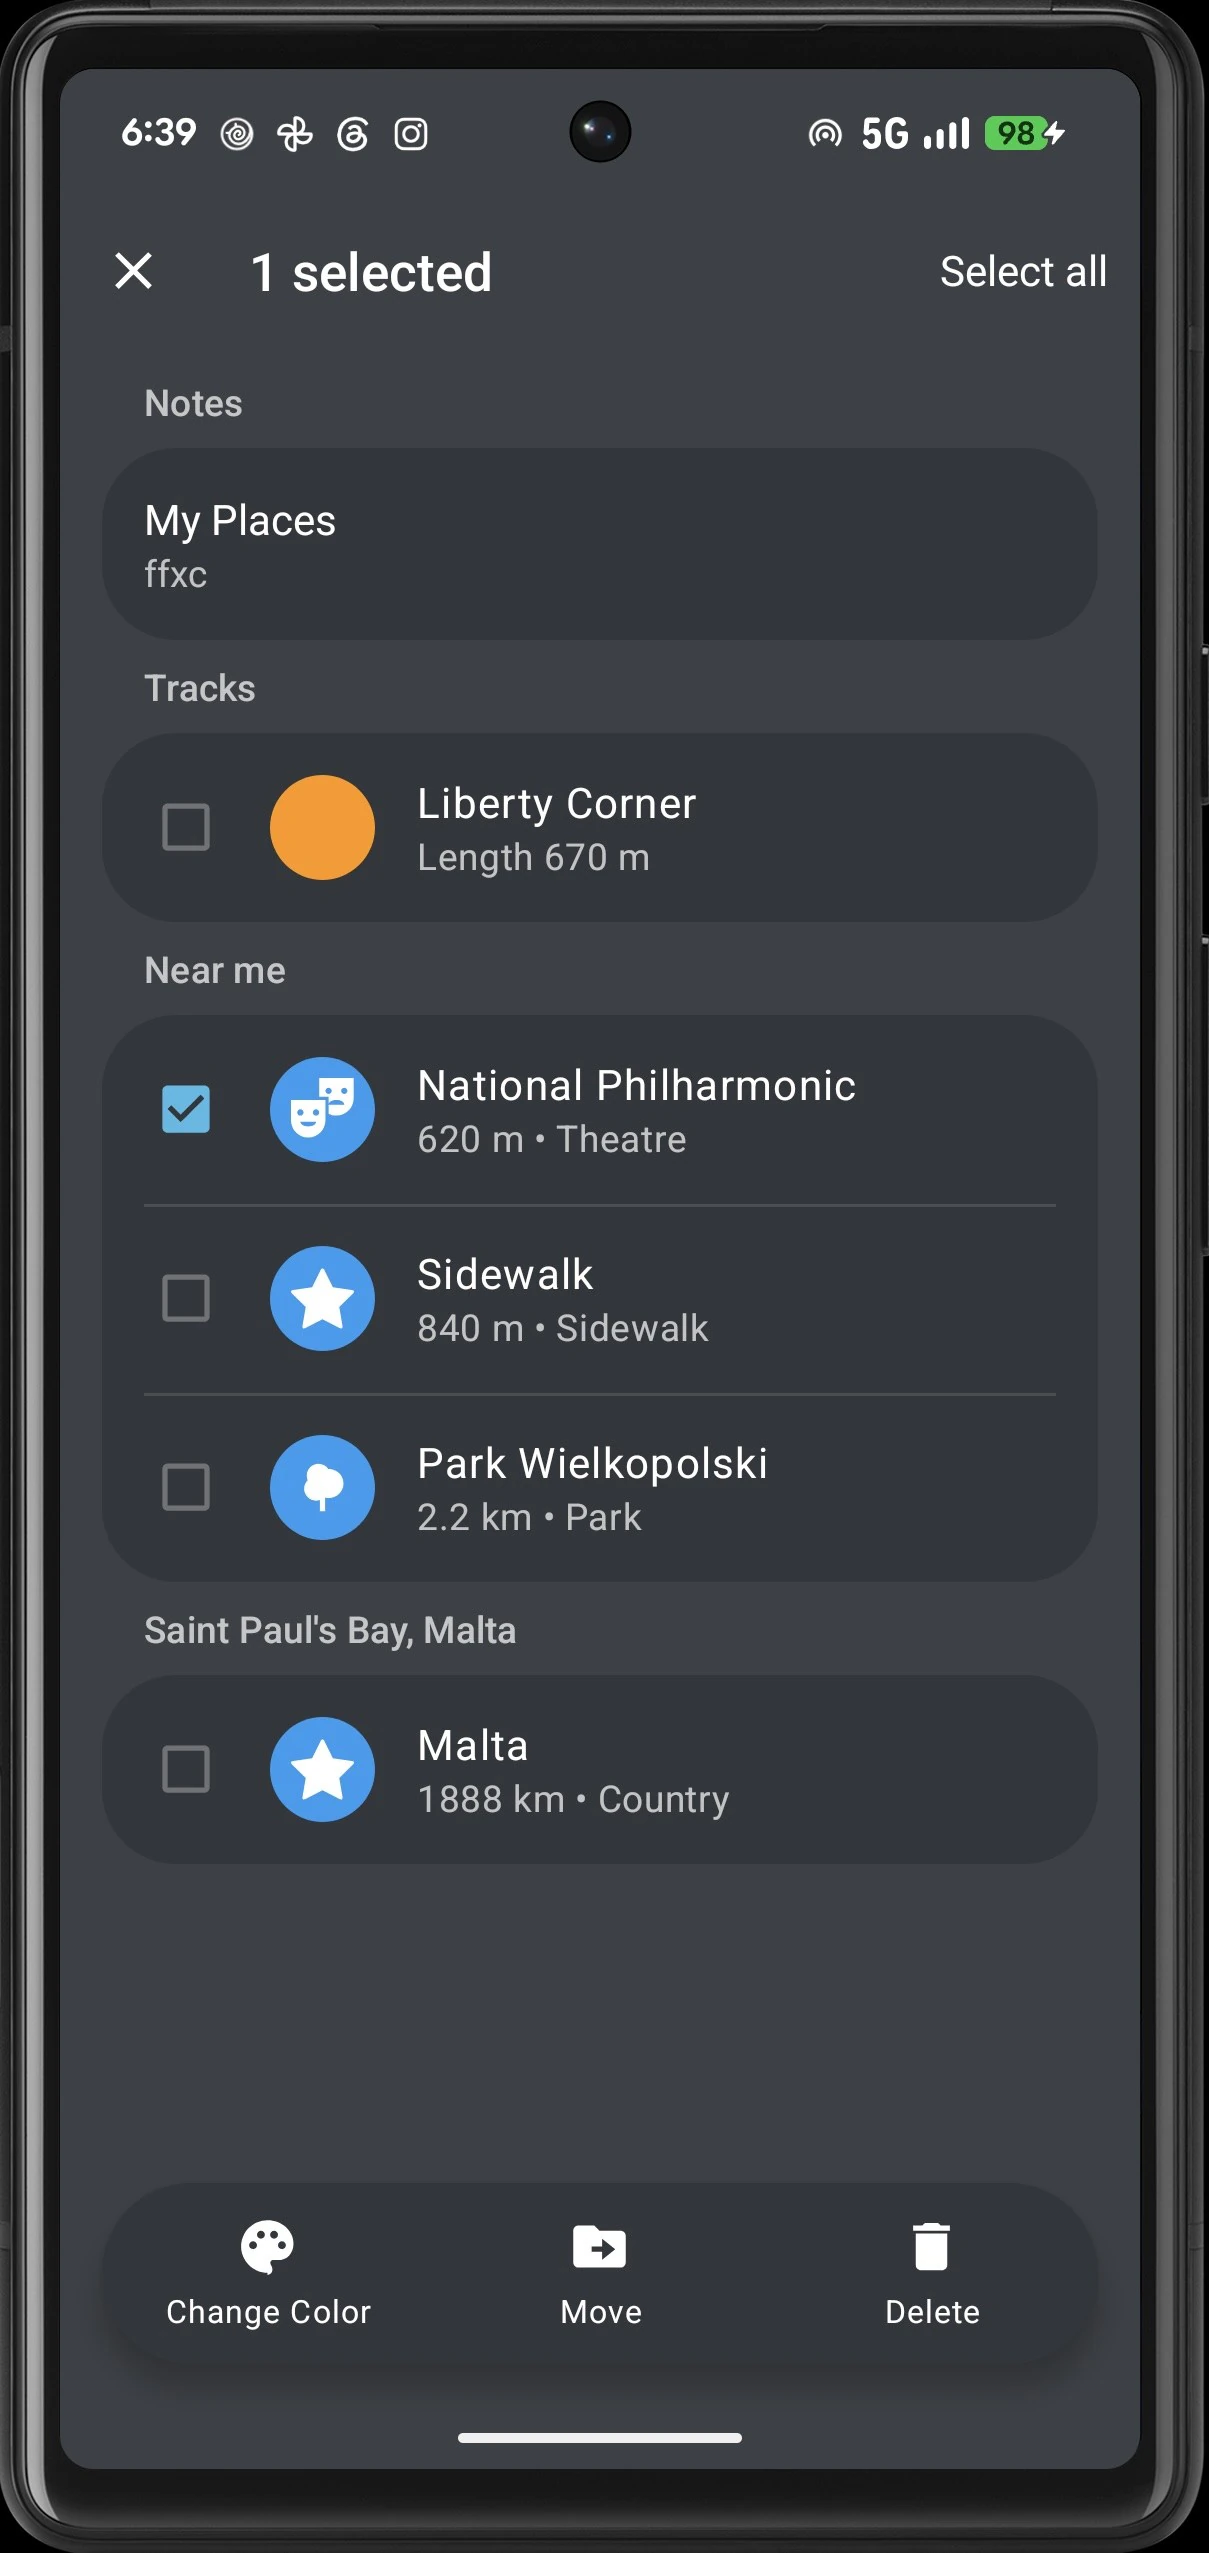 6:39 5G 98
1 selected Select all
Notes
My Places
ffxc
Tracks
Liberty Corner
Length 670 m
Near me
National Philharmonic
620 m • Theatre
Sidewalk
840 m • Sidewalk
Park Wielkopolski
2.2 km • Park
Saint Paul's Bay, Malta
Malta
1888 km • Country
Change Color Move Delete